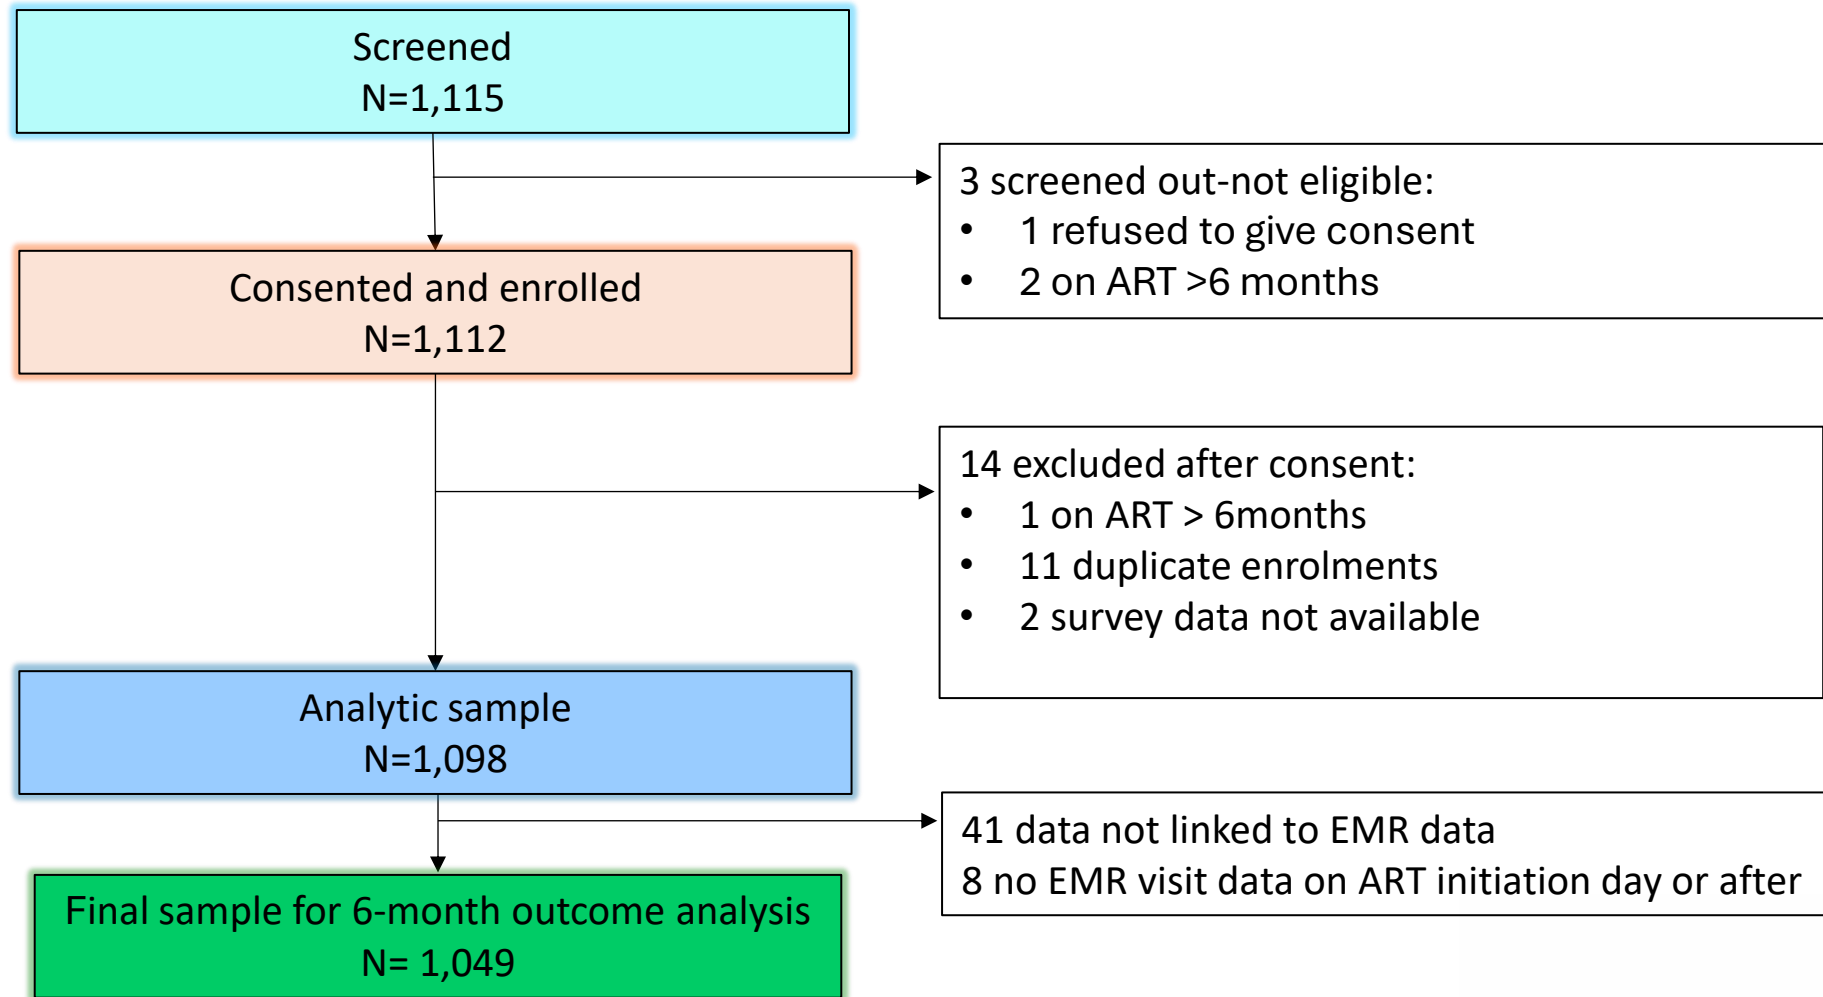 Screened
N=1,115
3 screened out-not eligible:
• 1 refused to give consent
• 2 on ART >6 months
Consented and enrolled
N=1,112
14 excluded after consent:
• 1 on ART > 6months
• 11 duplicate enrolments
• 2 survey data not available
Analytic sample
N=1,098
41 data not linked to EMR data
8 no EMR visit data on ART initiation day or after
Final sample for 6-month outcome analysis
N= 1,049